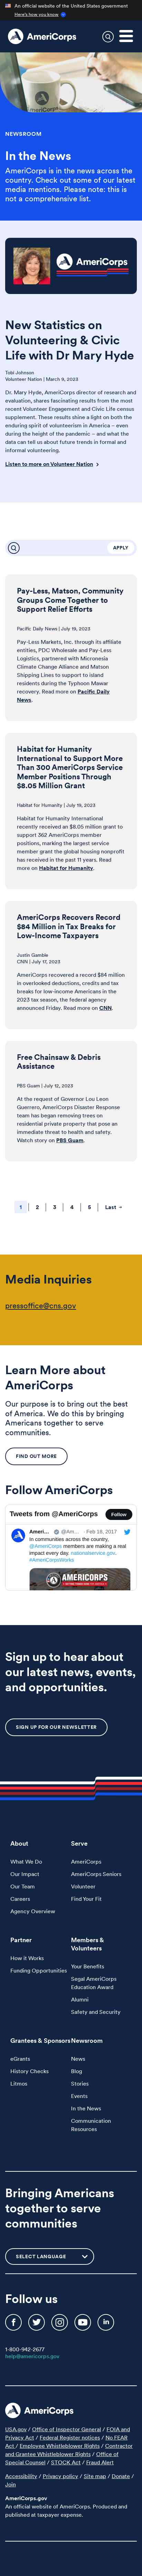 An official website of the United States government
Here's how you know
AmeriCorps
NEWSROOM
In the News
AmeriCorps is in the news across
the country. Check out some of our latest
media mentions. Please note: this is
not a comprehensive list.
AmeriCorps
New Statistics on
Volunteering & Civic
Life with Dr Mary Hyde
Tobi Johnson
Volunteer Nation | March 9, 2023
Dr. Mary Hyde, AmeriCorps director of research and
evaluation, shares fascinating results from the most
recent Volunteer Engagement and Civic Life survey
supplement. These results are proof of the enduring
and surging spirit of volunteerism in America – even
during the height of the pandemic - and what this
can tell us about our future trends in formal and
informal volunteering.
Listen to more on Volunteer Nation
APPLY
Pay-Less, Matson, Community
Groups Come Together to
Support Relief Efforts
Pacific Daily News | July 19, 2023
Pay-Less Markets, Inc. through its affiliate
entities, PDC Wholesale and Pay-Less
Logistics, partnered with Micronesia
Climate Change Alliance and Matson
Shipping Lines to support to island
residents during the Typhoon Mawar
recovery. Read more on Pacific Daily
News.
Habitat for Humanity
International to Support More
Than 300 AmeriCorps Service
Member Positions Through
$8.05 Million Grant
Habitat for Humanity | July 19, 2023
Habitat for Humanity International
recently received a $8.05 million grant to
support 362 AmeriCorps member
positions, marking the largest service
member grant the global housing nonprofit
has received in the past 11 years. Read
more on Habitat for Humanity.
AmeriCorps Recovers Record
$84 Million in Tax Breaks for
Low-Income Taxpayers
Justin Gamble
CNN | July 17, 2023
AmeriCorps recovered a record $84 million
in overlooked deductions, credits and tax
breaks for low-income Americans in the
2023 tax season, the federal agency
announced Friday. Read more on CNN.
Free Chainsaw & Debris
Assistance
PBS Guam | July 12, 2023
At the request of Governor Lou Leon
Guerrero, AmeriCorps Disaster Response
team has begun removing trees on
private property that can prove that an
immediate threat to health and safety.
Watch story on PBS Guam.
1 2 3 4 5 Last
Media Inquiries
pressoffice@cns.gov
Learn More about
AmeriCorps
Our purpose is to bring out the best out
of America. We do this by bringing
Americans together to serve
communities.
FIND OUT MORE
Follow AmeriCorps
Tweets from @AmeriCorps
Follow
Ameri... @Am... · Feb 18, 2017
In communities across the country,
@AmeriCorps members are making a real
impact every day. nationalservice.gov.
#AmeriCorpsWorks
AmeriCorps
Sign up to hear about
our latest news, events,
and opportunities.
SIGN UP FOR OUR NEWSLETTER
About
What We Do
Our Impact
Our Team
Careers
Agency Overview
Serve
AmeriCorps
AmeriCorps Seniors
Volunteer
Find Your Fit
Partner
How it Works
Funding Opportunities
Members &
Volunteers
Your Benefits
Segal AmeriCorps
Education Award
Alumni
Safety and Security
Grantees & Sponsors
eGrants
History Checks
Litmos
Newsroom
News
Blog
Stories
Events
In the News
Communication
Resources
Bringing Americans
together to serve
communities
SELECT LANGUAGE
Follow us
1-800-942-2677
help@americorps.gov
AmeriCorps
USA.gov / Office of Inspector General / FOIA and
Privacy Act / Federal Register notices / No FEAR
Act / Employee Whistleblower Rights / Contractor
and Grantee Whistleblower Rights / Office of
Special Counsel / STOCK Act / Fraud Alert
Accessibility / Privacy policy / Site map / Donate /
Join
AmeriCorps.gov
An official website of AmeriCorps. Produced and
published at taxpayer expense.